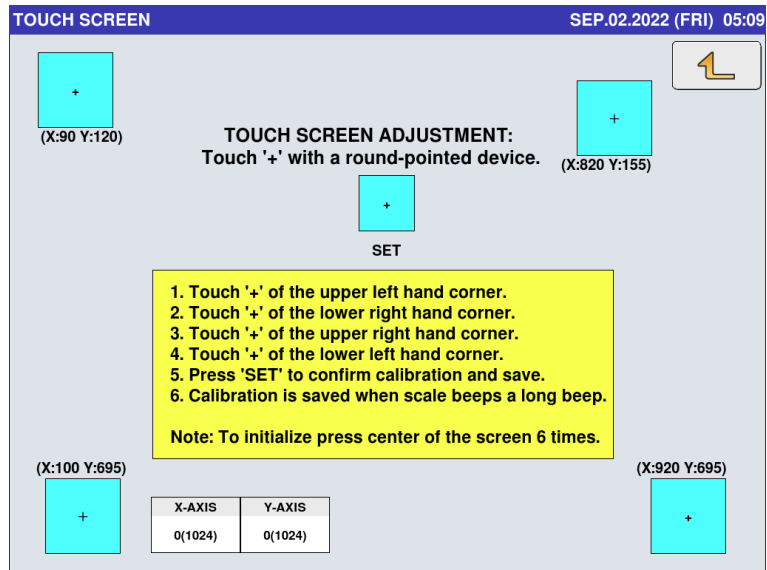 TOUCH SCREEN SEP.02.2022 (FRI) 05:09
+
+
(X:90 Y:120)
(X:820 Y:155)
TOUCH SCREEN ADJUSTMENT:
Touch '+' with a round-pointed device.
+
SET
1. Touch '+' of the upper left hand corner.
2. Touch '+' of the lower right hand corner.
3. Touch '+' of the upper right hand corner.
4. Touch '+' of the lower left hand corner.
5. Press 'SET' to confirm calibration and save.
6. Calibration is saved when scale beeps a long beep.
Note: To initialize press center of the screen 6 times.
(X:100 Y:695)
+
X-AXIS Y-AXIS
0(1024) 0(1024)
(X:920 Y:695)
+